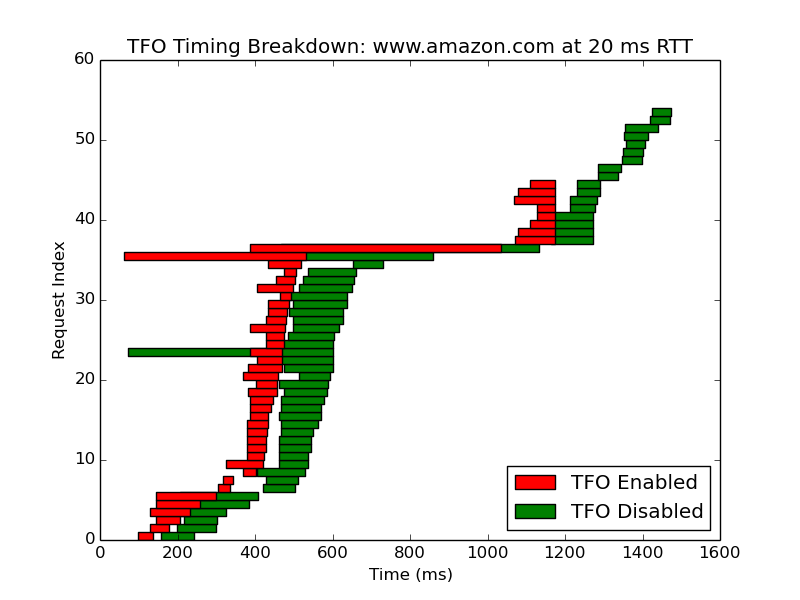 TFO Timing Breakdown: www.amazon.com at 20 ms RTT
60
50
40
30
20
10
0
Request Index
0 200 400 600 800 1000 1200 1400 1600
Time (ms)
TFO Enabled
TFO Disabled